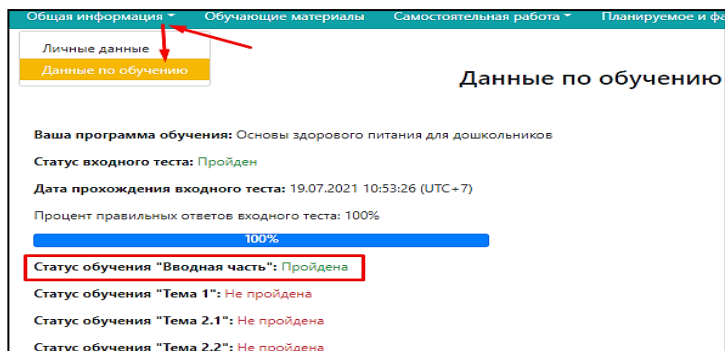 Общая информация Обучающие материалы Самостоятельная работа Планируемое и
Личные данные
Данные по обучению
Данные по обучению
Ваша программа обучения: Основы здорового питания для дошкольников
Статус входного теста: Пройден
Дата прохождения входного теста: 19.07.2021 10:53:26 (UTC+7)
Процент правильных ответов входного теста: 100%
100%
Статус обучения "Вводная часть": Пройдена
Статус обучения "Тема 1": Не пройдена
Статус обучения "Тема 2.1": Не пройдена
Статус обучения "Тема 2.2": Не пройдена